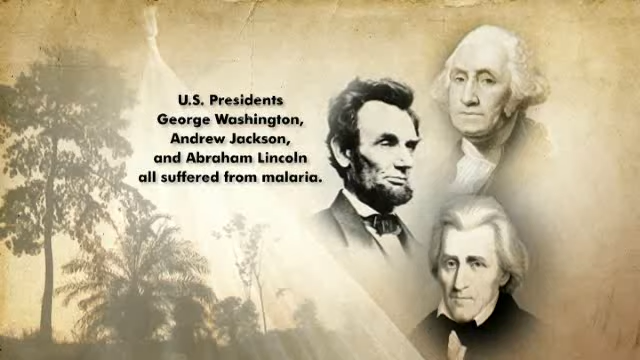 U.S. Presidents
George Washington,
Andrew Jackson,
and Abraham Lincoln
all suffered from malaria.